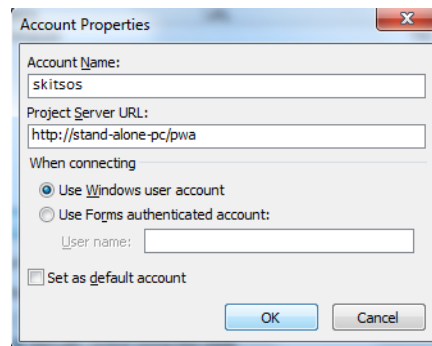 Account Properties
X
Account Name:
skitsos
Project Server URL:
http://stand-alone-pc/pwa
When connecting
Use Windows user account
Use Forms authenticated account:
User name:
Set as default account
OK Cancel